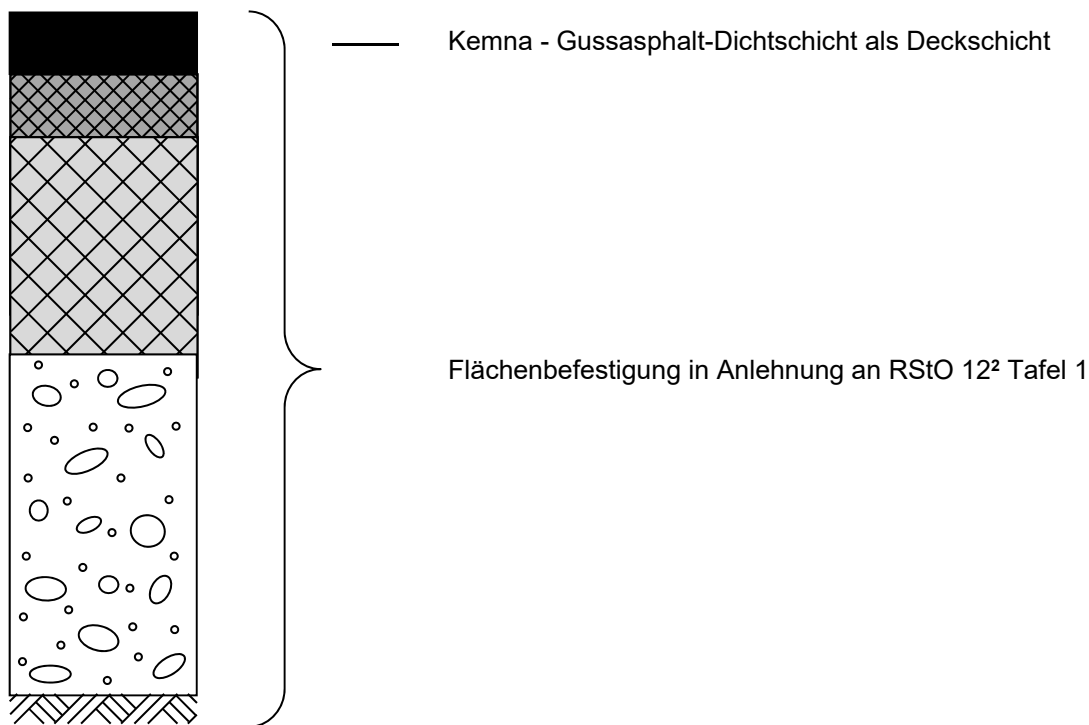 Kemna - Gussasphalt-Dichtschicht als Deckschicht
Flächenbefestigung in Anlehnung an RStO 12² Tafel 1